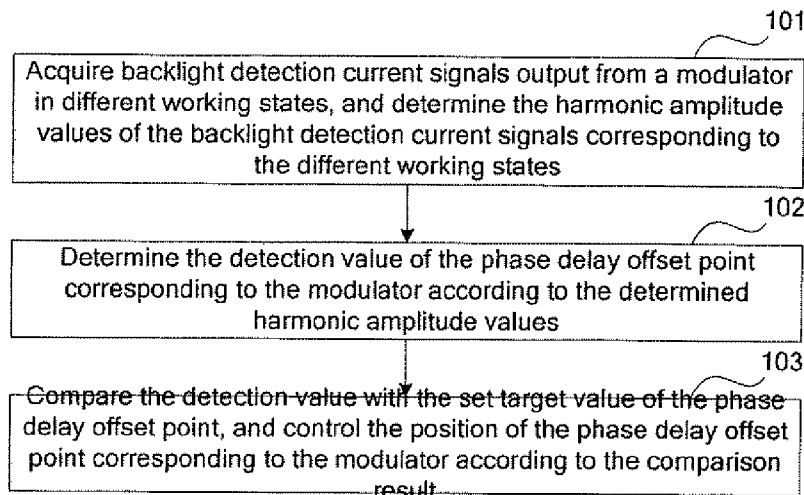 101
Acquire backlight detection current signals output from a modulator
in different working states, and determine the harmonic amplitude
values of the backlight detection current signals corresponding to
the different working states
102
Determine the detection value of the phase delay offset point
corresponding to the modulator according to the determined
harmonic amplitude values
103
Compare the detection value with the set target value of the phase
delay offset point, and control the position of the phase delay offset
point corresponding to the modulator according to the comparison
result